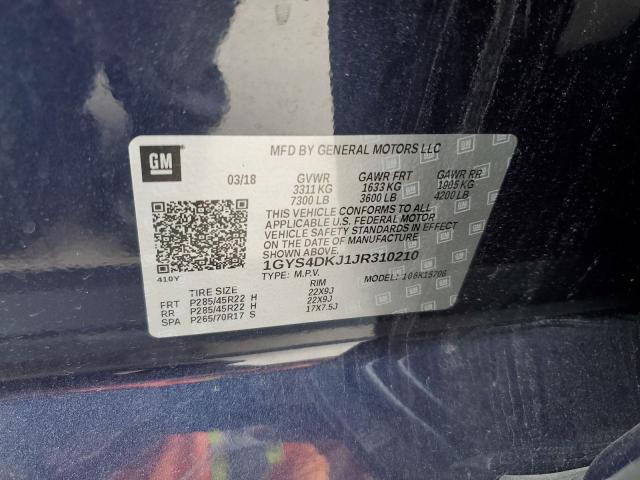 GM
MFD BY GENERAL MOTORS LLC
03/18 GVWR GAWR FRT GAWR RR
3311 KG 1633 KG 1905 KG
7300 LB 3600 LB 4200 LB
THIS VEHICLE CONFORMS TO ALL
APPLICABLE U.S. FEDERAL MOTOR
VEHICLE SAFETY STANDARDS IN EFFECT
ON THE DATE OF MANUFACTURE
SHOWN ABOVE.
1GYS4DKJ1JR310210
410Y
TYPE: M.P.V. MODEL: 106K15706
TIRE SIZE RIM
FRT P285/45R22 H 22X9J
RR P285/45R22 H 22X9J
SPA P265/70R17 S 17X7.5J